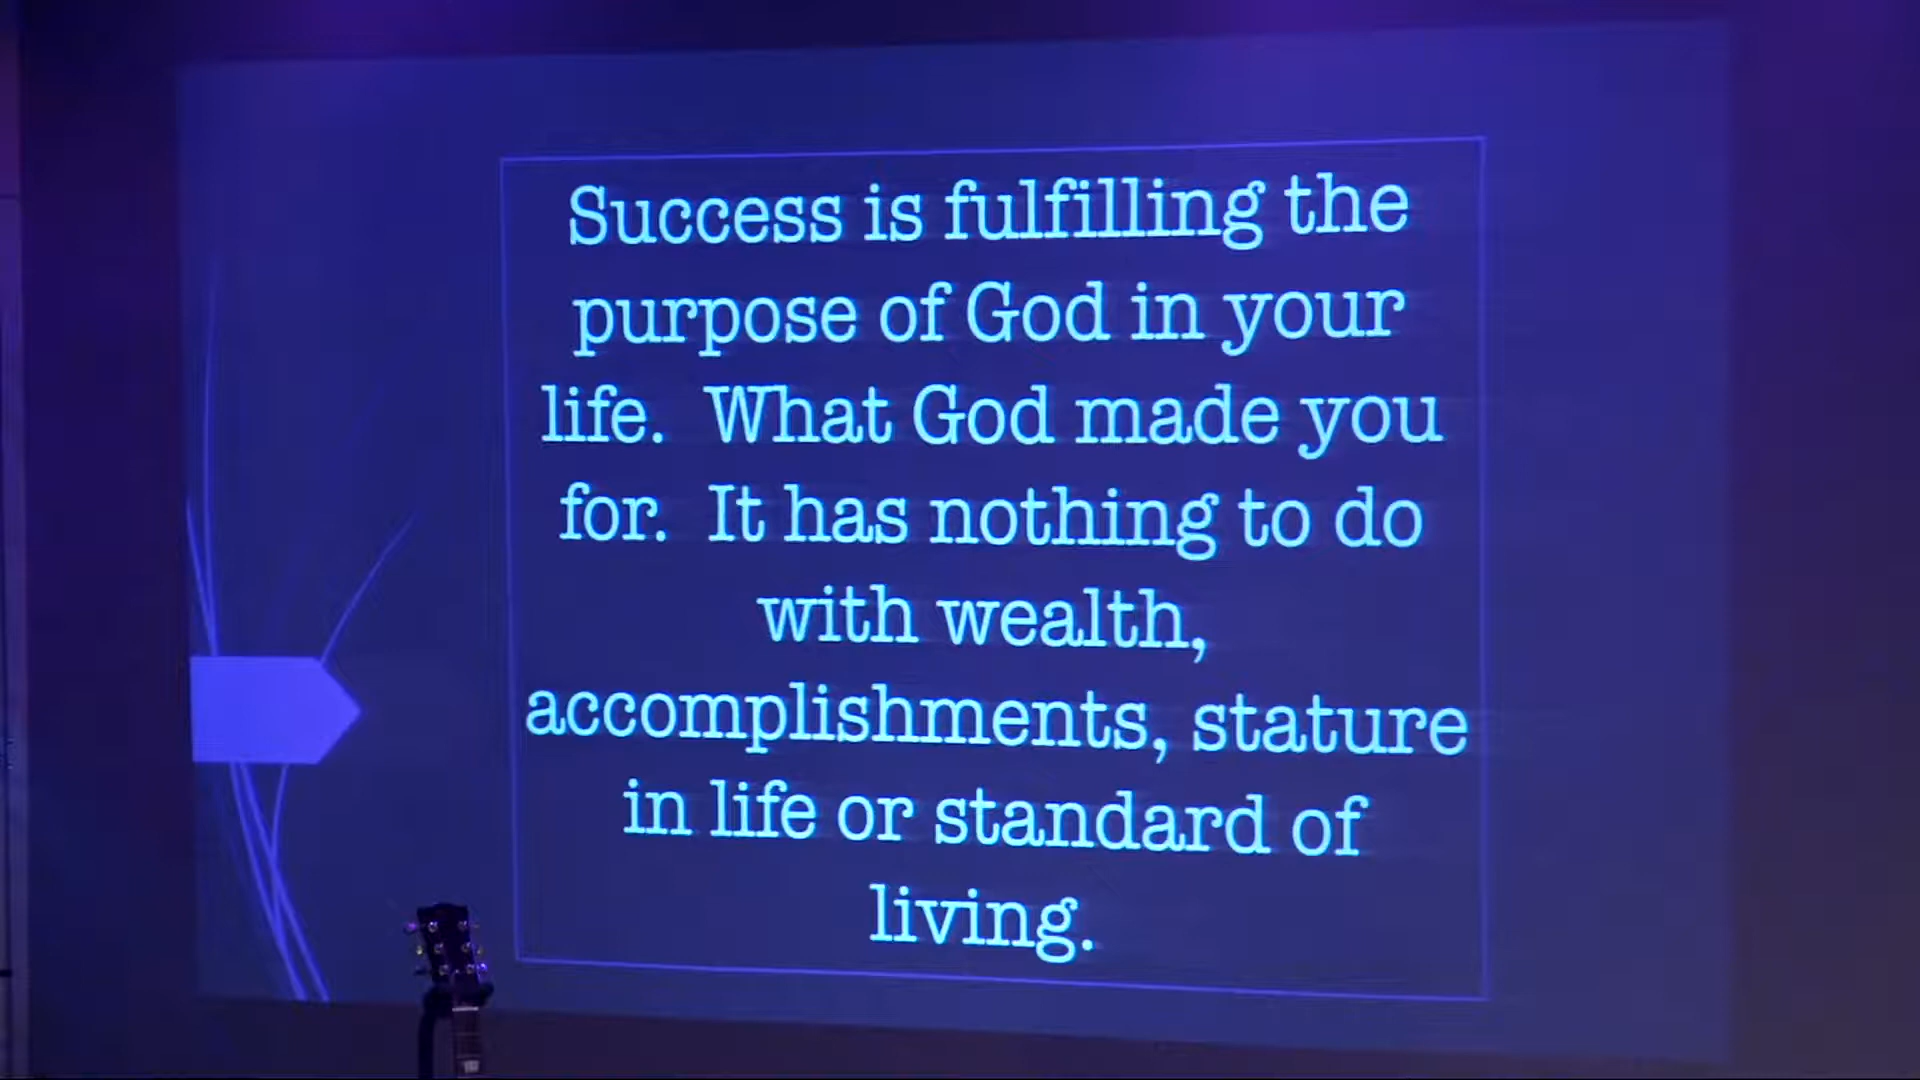 Success is fulfilling the
purpose of God in your
life.  What God made you
for.  It has nothing to do
with wealth,
accomplishments, stature
in life or standard of
living.